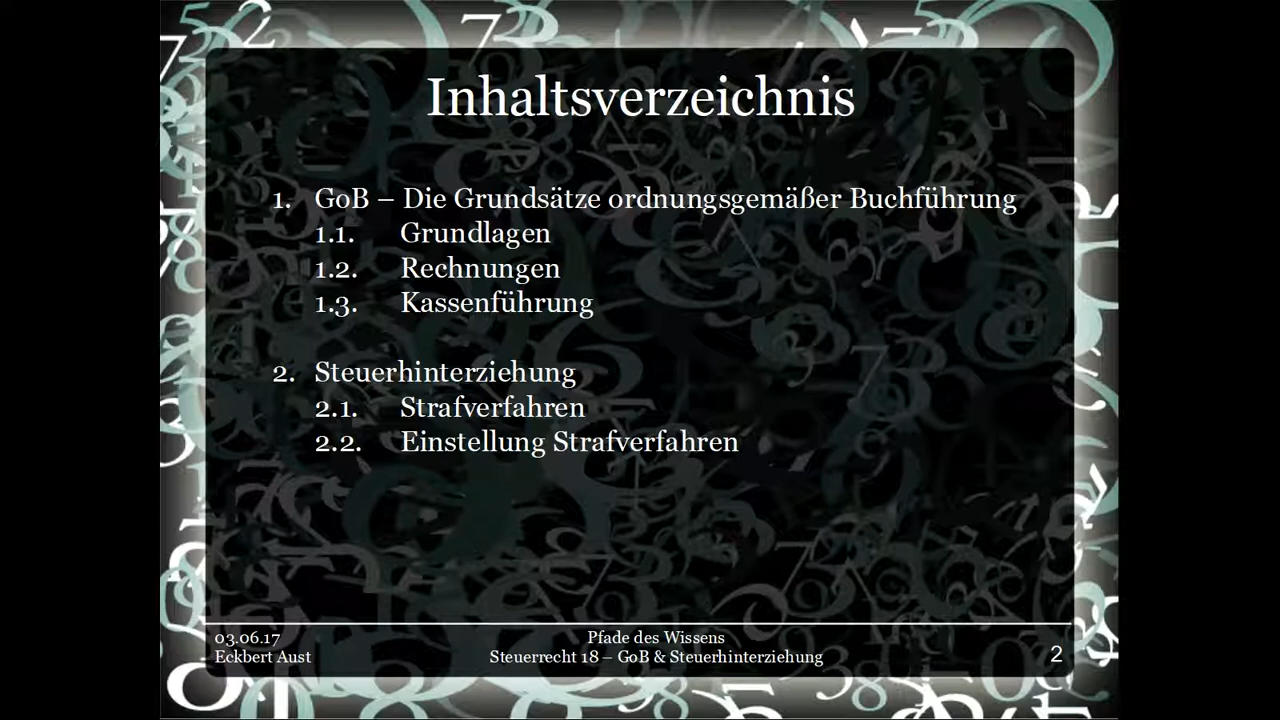 Inhaltsverzeichnis
1. GoB – Die Grundsätze ordnungsgemäßer Buchführung
1.1. Grundlagen
1.2. Rechnungen
1.3. Kassenführung
2. Steuerhinterziehung
2.1. Strafverfahren
2.2. Einstellung Strafverfahren
03.06.17
Eckbert Aust
Pfade des Wissens
Steuerrecht 18 – GoB & Steuerhinterziehung
2